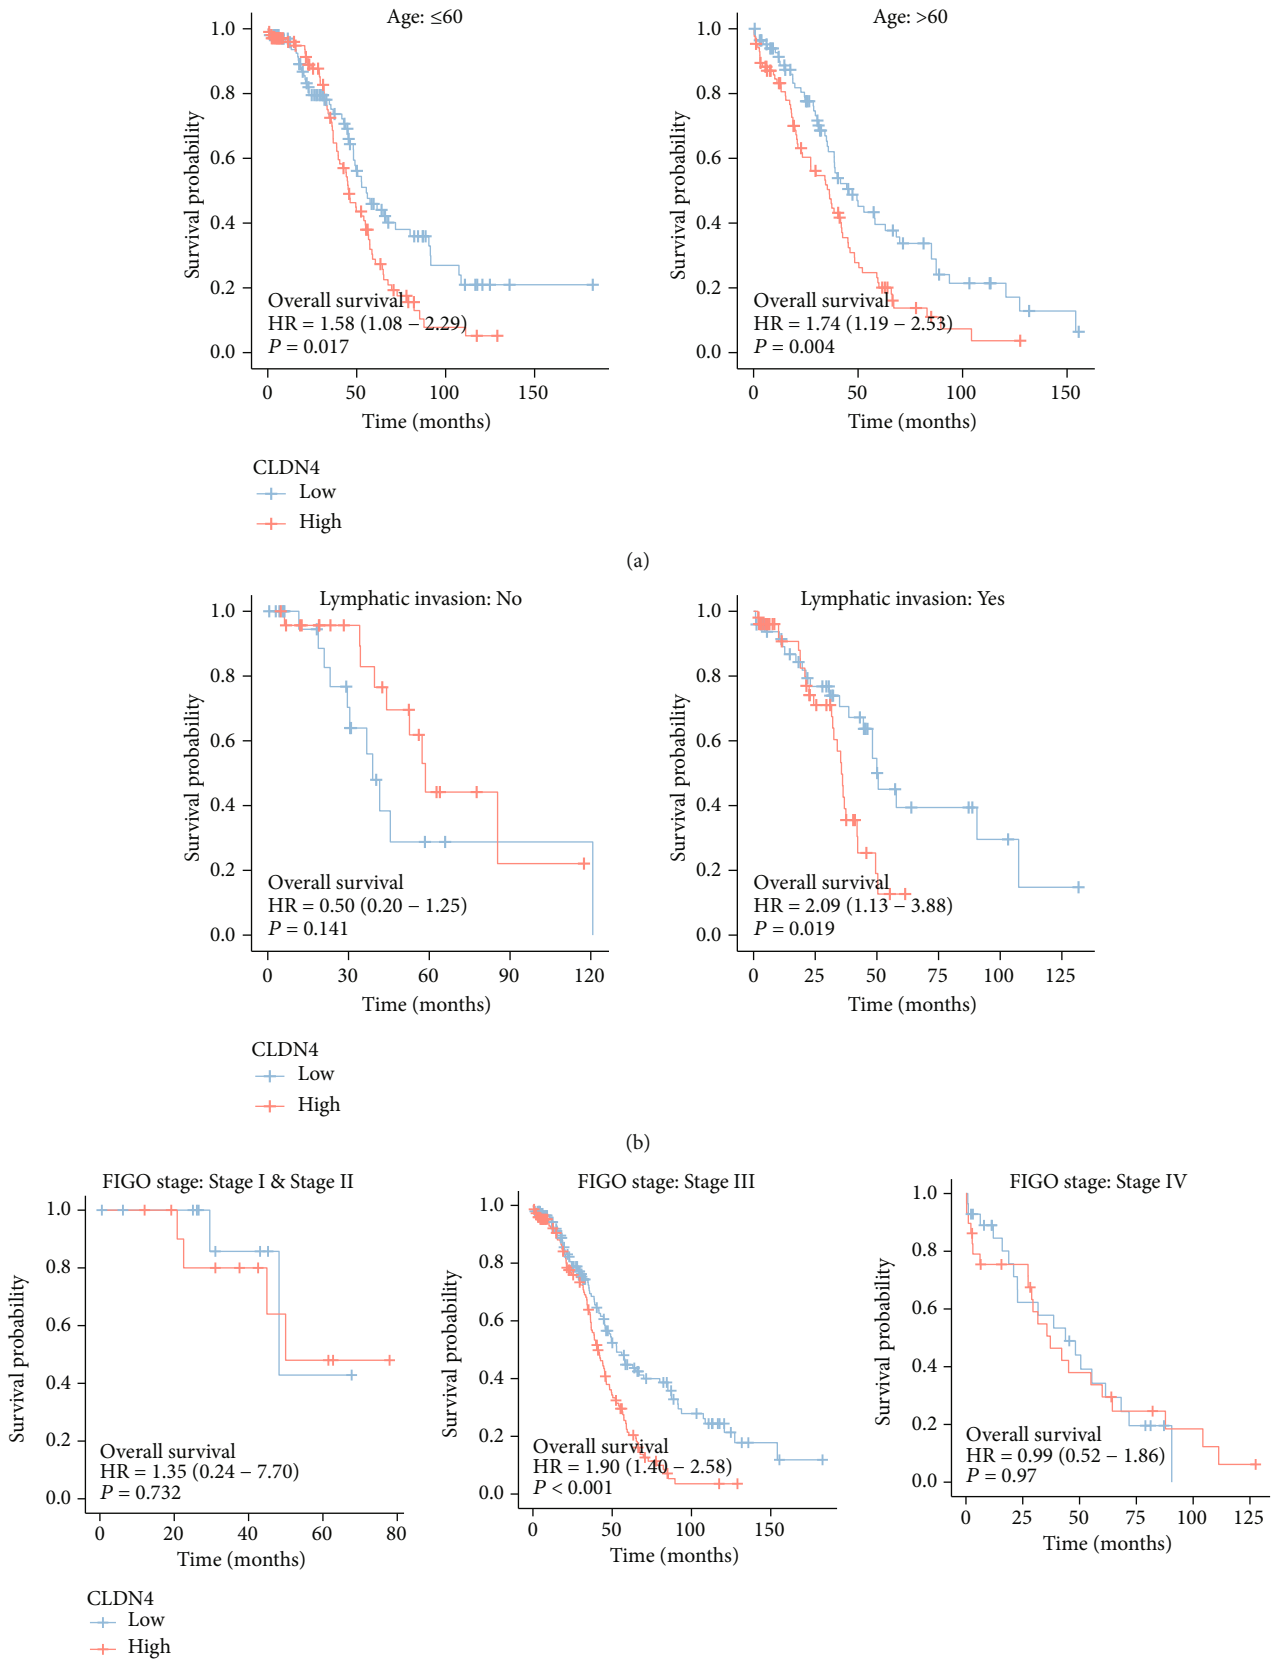 Age: ≤60
1.0
0.8
0.6
0.4
0.2
0.0
Survival probability
Overall survival
HR = 1.58 (1.08 − 2.29)
P = 0.017
0 50 100 150
Time (months)
Age: >60
1.0
0.8
0.6
0.4
0.2
0.0
Survival probability
Overall survival
HR = 1.74 (1.19 − 2.53)
P = 0.004
0 50 100 150
Time (months)
CLDN4
Low
High
(a)
Lymphatic invasion: No
1.0
0.8
0.6
0.4
0.2
0.0
Survival probability
Overall survival
HR = 0.50 (0.20 − 1.25)
P = 0.141
0 30 60 90 120
Time (months)
Lymphatic invasion: Yes
1.0
0.8
0.6
0.4
0.2
0.0
Survival probability
Overall survival
HR = 2.09 (1.13 − 3.88)
P = 0.019
0 25 50 75 100 125
Time (months)
CLDN4
Low
High
(b)
FIGO stage: Stage I & Stage II
1.0
0.8
0.6
0.4
0.2
0.0
Survival probability
Overall survival
HR = 1.35 (0.24 − 7.70)
P = 0.732
0 20 40 60 80
Time (months)
FIGO stage: Stage III
1.0
0.8
0.6
0.4
0.2
0.0
Survival probability
Overall survival
HR = 1.90 (1.40 − 2.58)
P < 0.001
0 50 100 150
Time (months)
FIGO stage: Stage IV
1.0
0.8
0.6
0.4
0.2
0.0
Survival probability
Overall survival
HR = 0.99 (0.52 − 1.86)
P = 0.97
0 25 50 75 100 125
Time (months)
CLDN4
Low
High